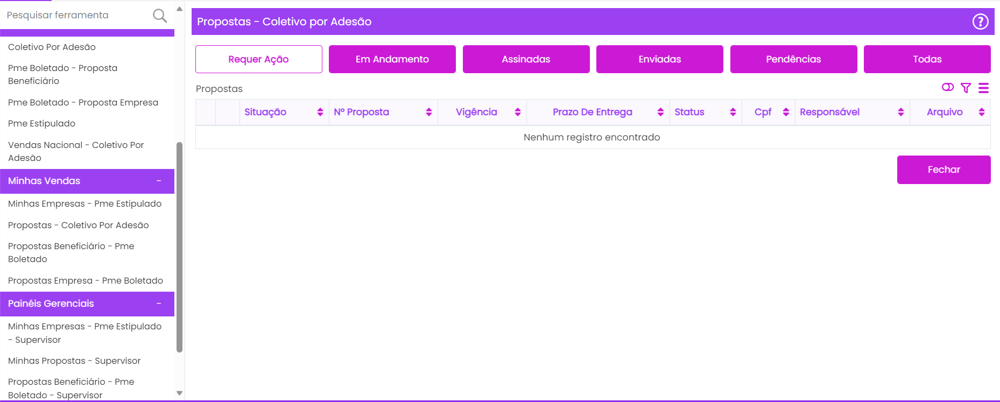 Pesquisar ferramenta
Coletivo Por Adesão
Pme Boletado - Proposta
Beneficiário
Pme Boletado - Proposta Empresa
Pme Estipulado
Vendas Nacional - Coletivo Por
Adesão
Minhas Vendas -
Minhas Empresas - Pme Estipulado
Propostas - Coletivo Por Adesão
Propostas Beneficiário - Pme
Boletado
Propostas Empresa - Pme Boletado
Painéis Gerenciais -
Minhas Empresas - Pme Estipulado
- Supervisor
Minhas Propostas - Supervisor
Propostas Beneficiário - Pme
Boletado - Supervisor
Propostas - Coletivo por Adesão ?
Requer Ação Em Andamento Assinadas Enviadas Pendências Todas
Propostas
Situação Nº Proposta Vigência Prazo De Entrega Status Cpf Responsável Arquivo
Nenhum registro encontrado
Fechar